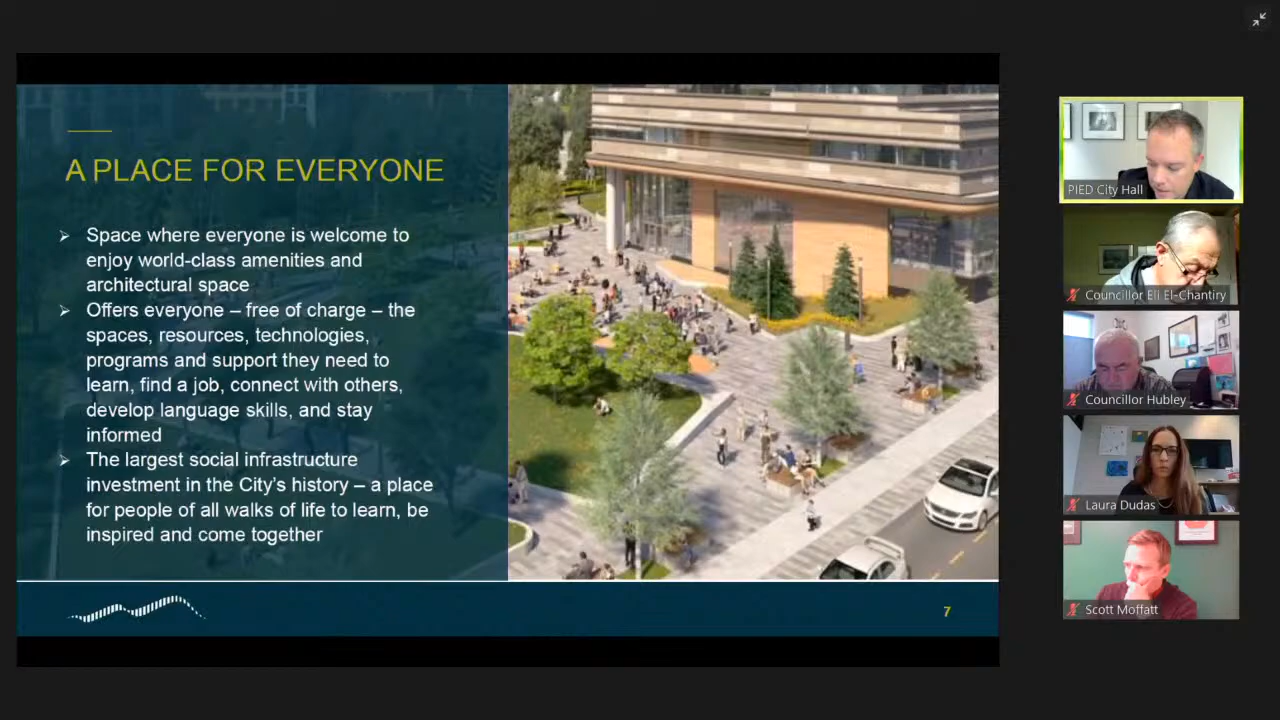 A PLACE FOR EVERYONE
Space where everyone is welcome to
enjoy world-class amenities and
architectural space
Offers everyone – free of charge – the
spaces, resources, technologies,
programs and support they need to
learn, find a job, connect with others,
develop language skills, and stay
informed
The largest social infrastructure
investment in the City's history – a place
for people of all walks of life to learn, be
inspired and come together
7
PIED City Hall
Councillor Eli El-Chantiry
Councillor Hubley
Laura Dudas
Scott Moffatt